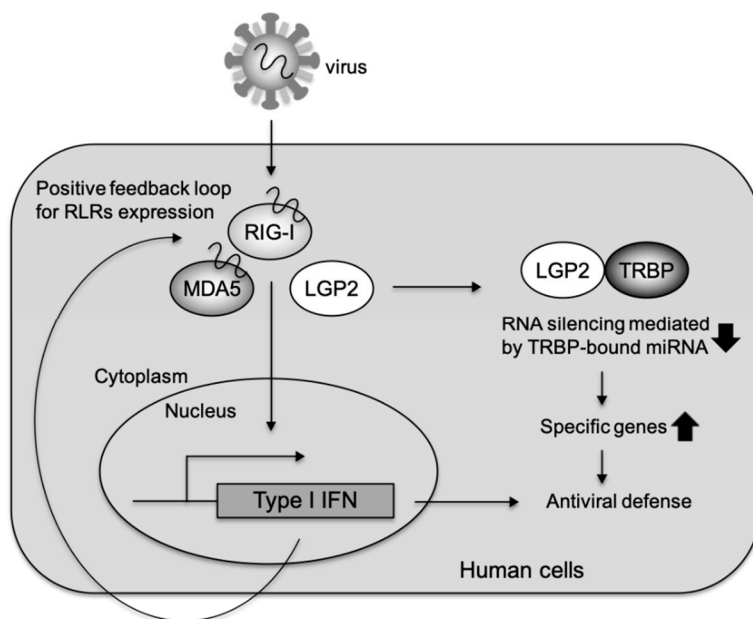 virus
Positive feedback loop
for RLRs expression
RIG-I
MDA5
LGP2
LGP2
TRBP
RNA silencing mediated
by TRBP-bound miRNA
Cytoplasm
Nucleus
Specific genes
Type I IFN
Antiviral defense
Human cells